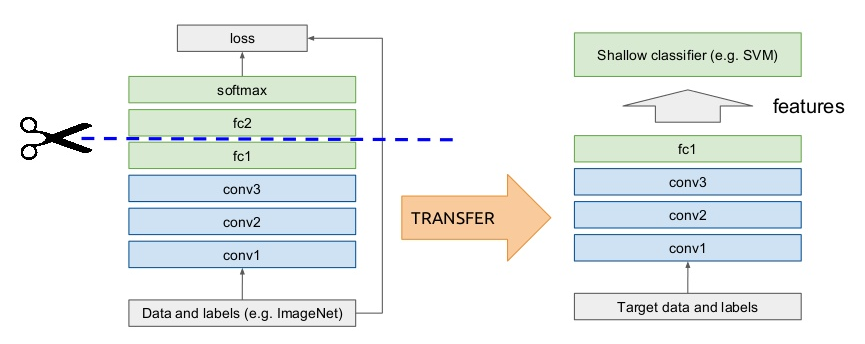 loss
softmax
fc2
fc1
conv3
conv2
conv1
Data and labels (e.g. ImageNet)
TRANSFER
Shallow classifier (e.g. SVM)
features
fc1
conv3
conv2
conv1
Target data and labels